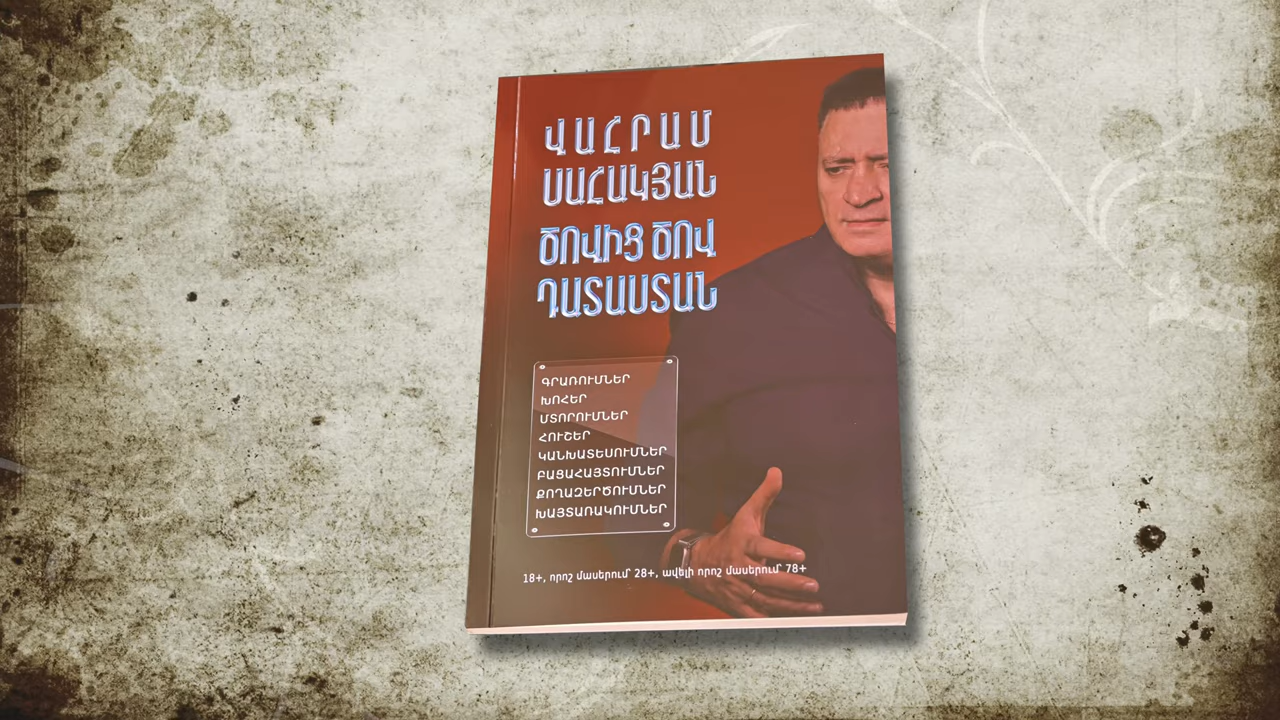 ՎԱՀՐԱՄ
ՍԱՀԱԿՅԱՆ
ԾՈՎԻՑ ԾՈՎ
ԴԱՏԱՍՏԱՆ
ԳՐԱՌՈՒՄՆԵՐ
ԽՈՀԵՐ
ՄՏՈՐՈՒՄՆԵՐ
ՀՈՒՇԵՐ
ԿԱՆԽԱՏԵՍՈՒՄՆԵՐ
ԲԱՑԱՀԱՅՏՈՒՄՆԵՐ
ՔՈՂԱԶԵՐԾՈՒՄՆԵՐ
ԽԱՅՏԱՌԱԿՈՒՄՆԵՐ
18+, որոշ մասերում՝ 28+, ավելի որոշ մասերում՝ 78+